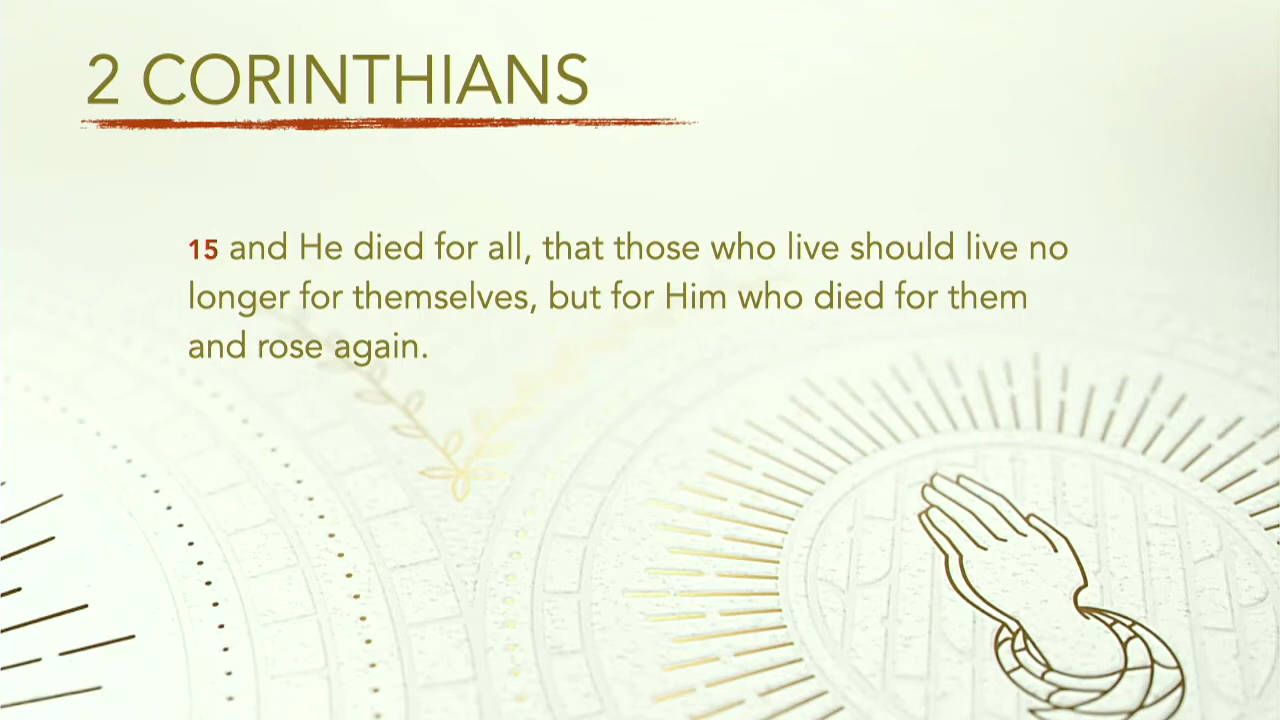 2 CORINTHIANS
15 and He died for all, that those who live should live no
longer for themselves, but for Him who died for them
and rose again.